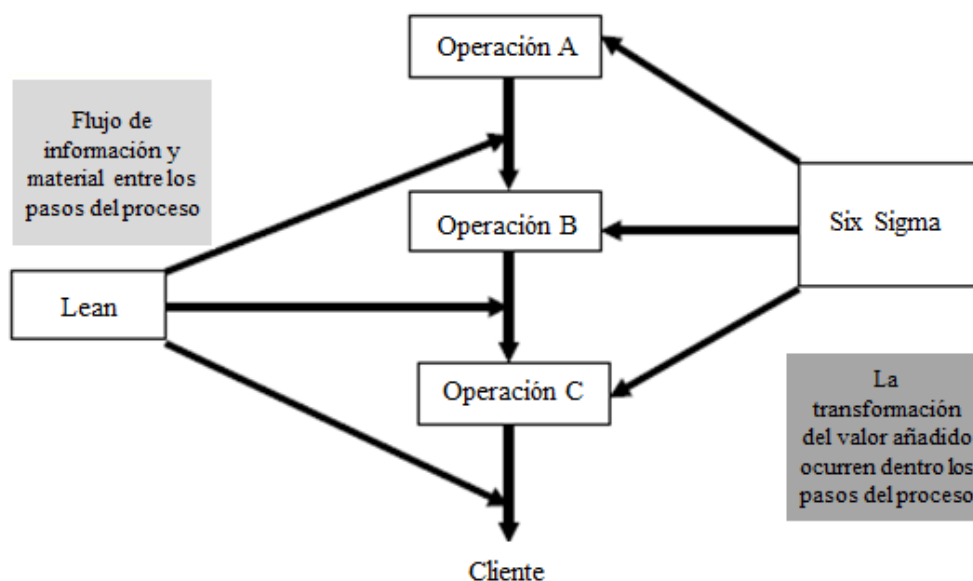 Operación A
Flujo de
información y
material entre los
pasos del proceso
Operación B
Six Sigma
Lean
Operación C
La
transformación
del valor añadido
ocurren dentro los
pasos del proceso
Cliente